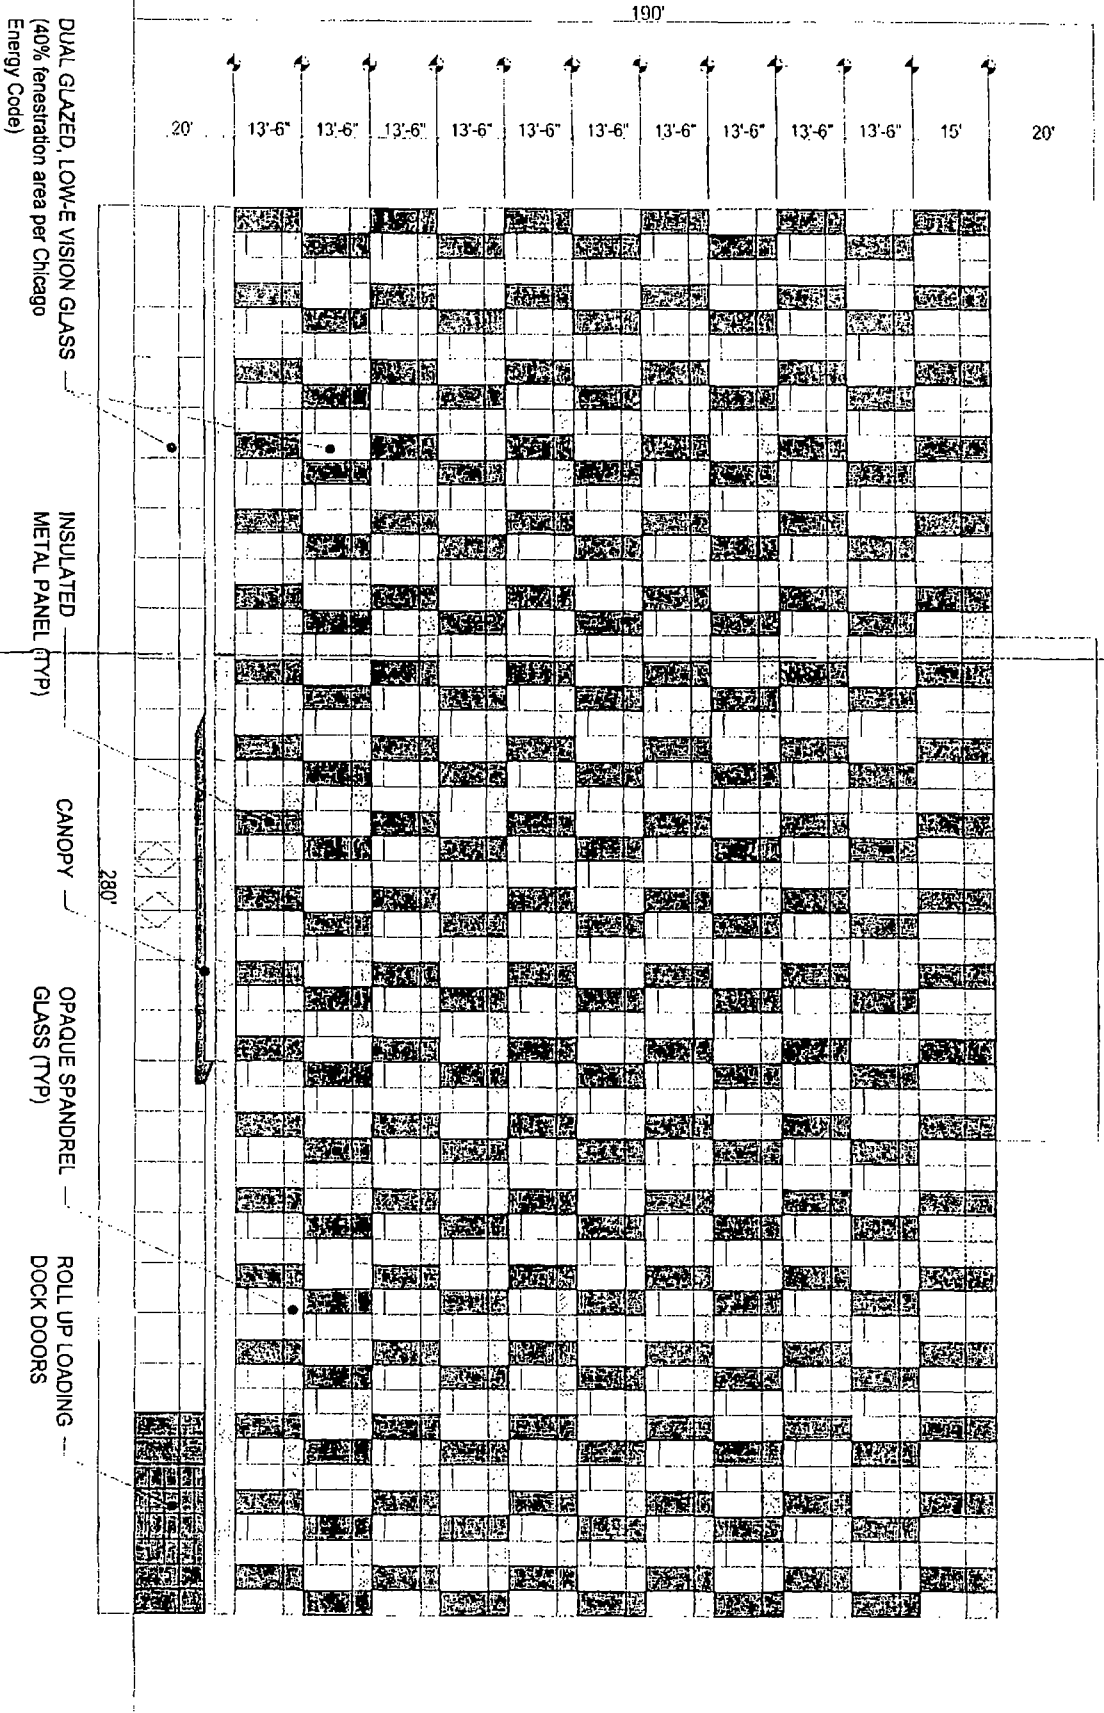 190'
20'
13'-6"
13'-6"
13'-6"
13'-6"
13'-6"
13'-6"
13'-6"
13'-6"
13'-6"
13'-6"
15'
20'
280'
DUAL GLAZED, LOW-E VISION GLASS
(40% fenestration area per Chicago
Energy Code)
INSULATED
METAL PANEL (TYP)
CANOPY
OPAQUE SPANDREL
GLASS (TYP)
ROLL UP LOADING
DOCK DOORS